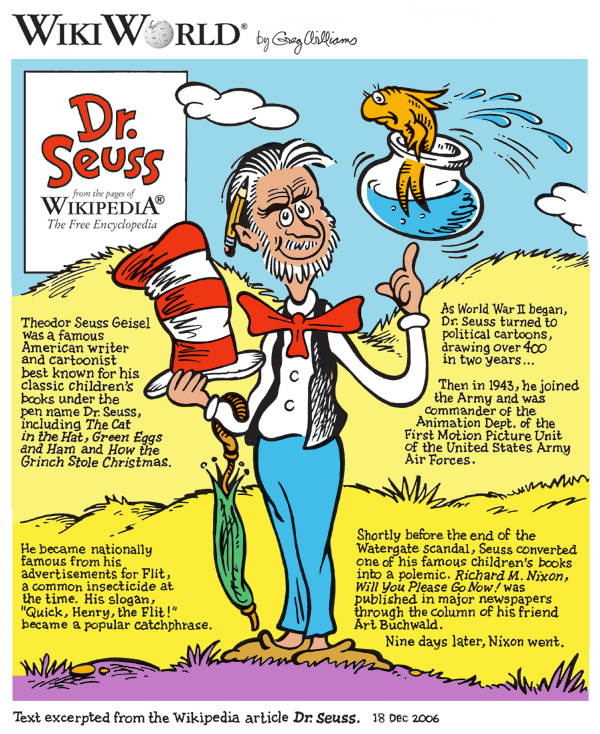 WIKIWORLD®
by Greg Williams
Dr.
Seuss
from the pages of
WIKIPEDIA®
The Free Encyclopedia
Theodor Seuss Geisel
was a famous
American writer
and cartoonist
best known for his
classic children's
books under the
pen name Dr. Seuss,
including The Cat
in the Hat, Green Eggs
and Ham and How the
Grinch Stole Christmas.
As World War II began,
Dr. Seuss turned to
political cartoons,
drawing over 400
in two years...
Then in 1943, he joined
the Army and was
commander of the
Animation Dept. of the
First Motion Picture Unit
of the United States Army
Air Forces.
He became nationally
famous from his
advertisements for Flit,
a common insecticide at
the time. His slogan,
"Quick, Henry, the Flit!"
became a popular catchphrase.
Shortly before the end of the
Watergate scandal, Seuss converted
one of his famous children's books
into a polemic. Richard M. Nixon,
Will You Please Go Now! was
published in major newspapers
through the column of his friend
Art Buchwald.
Nine days later, Nixon went.
Text excerpted from the Wikipedia article Dr. Seuss. 18 DEC 2006